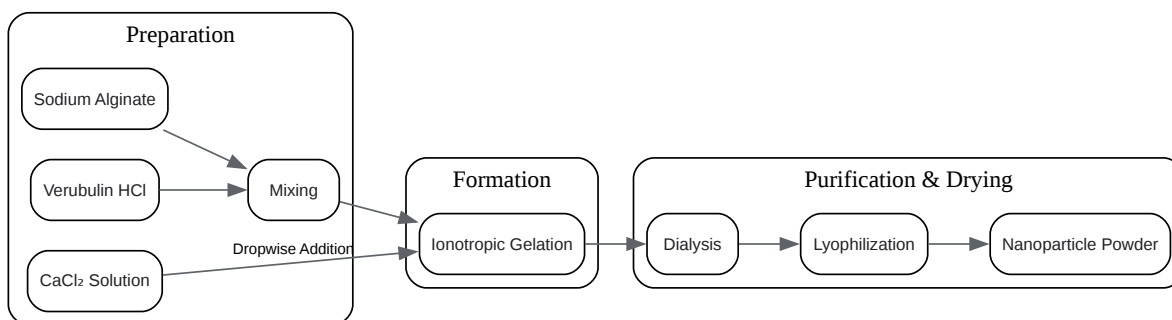 Preparation
Sodium Alginate
Verubulin HCl
Mixing
CaCl₂ Solution
Dropwise Addition
Formation
Ionotropic Gelation
Purification & Drying
Dialysis
Lyophilization
Nanoparticle Powder